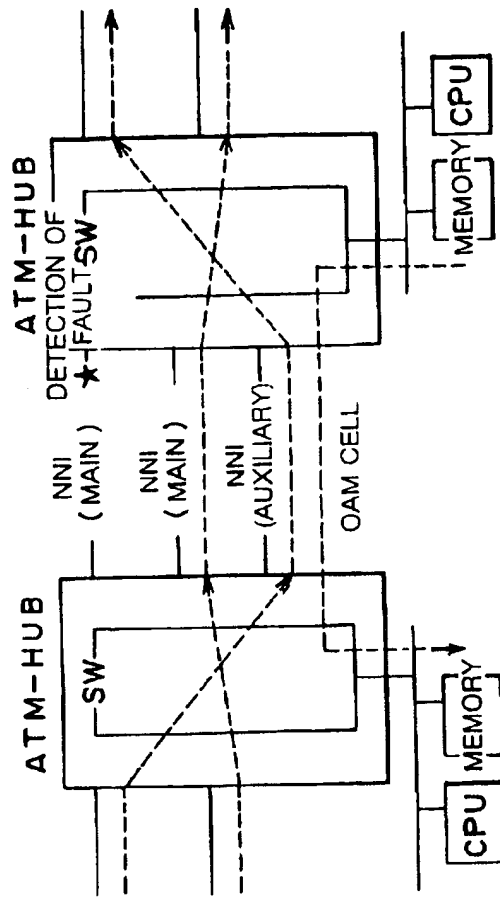 ATM-HUB
SW
CPU
MEMORY
NNI
(MAIN)
NNI
(MAIN)
NNI
(AUXILIARY)
OAM CELL
ATM-HUB
DETECTION OF
★ FAULT SW
MEMORY
CPU